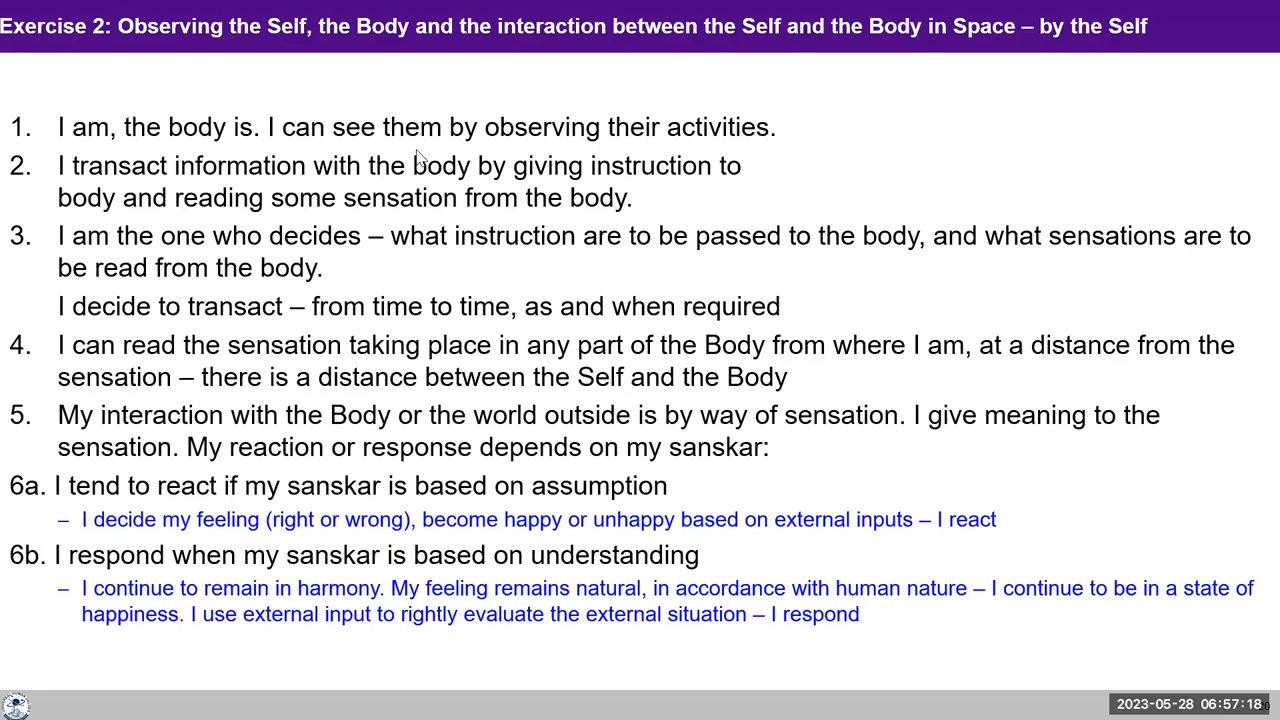 Exercise 2: Observing the Self, the Body and the interaction between the Self and the Body in Space – by the Self
1. I am, the body is. I can see them by observing their activities.
2. I transact information with the body by giving instruction to
body and reading some sensation from the body.
3. I am the one who decides – what instruction are to be passed to the body, and what sensations are to
be read from the body.
I decide to transact – from time to time, as and when required
4. I can read the sensation taking place in any part of the Body from where I am, at a distance from the
sensation – there is a distance between the Self and the Body
5. My interaction with the Body or the world outside is by way of sensation. I give meaning to the
sensation. My reaction or response depends on my sanskar:
6a. I tend to react if my sanskar is based on assumption
– I decide my feeling (right or wrong), become happy or unhappy based on external inputs – I react
6b. I respond when my sanskar is based on understanding
– I continue to remain in harmony. My feeling remains natural, in accordance with human nature – I continue to be in a state of
happiness. I use external input to rightly evaluate the external situation – I respond
2023-05-28 06:57:18